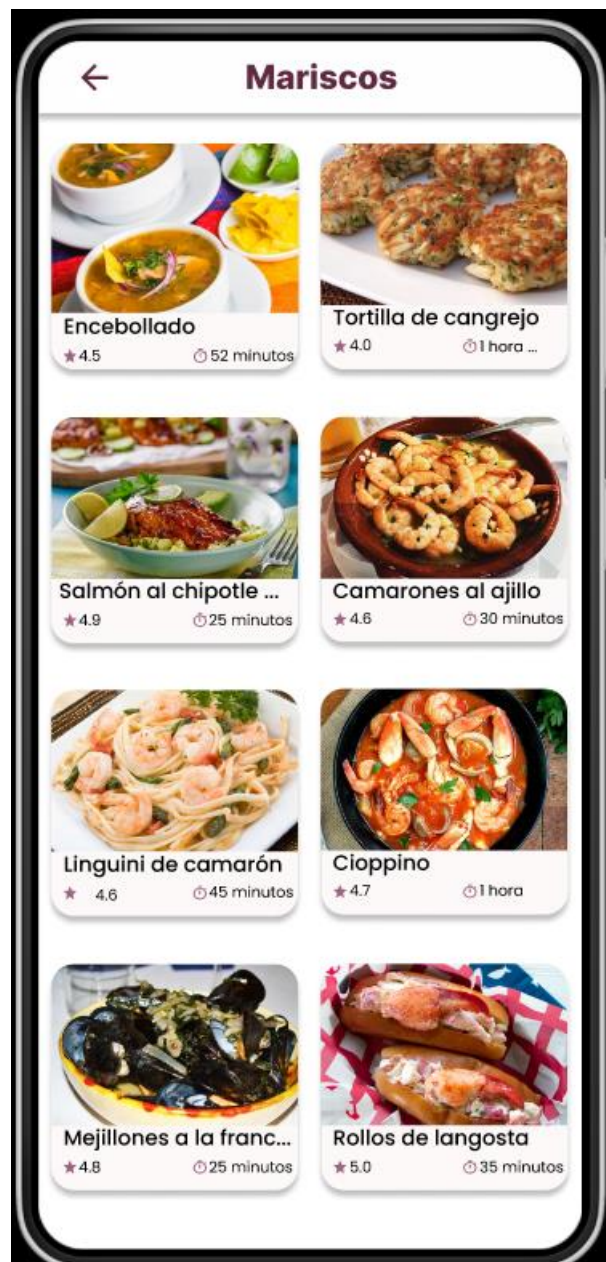 Mariscos
Encebollado
4.5 52 minutos
Tortilla de cangrejo
4.0 1 hora ...
Salmón al chipotle ...
4.9 25 minutos
Camarones al ajillo
4.6 30 minutos
Linguini de camarón
4.6 45 minutos
Cioppino
4.7 1 hora
Mejillones a la franc...
4.8 25 minutos
Rollos de langosta
5.0 35 minutos